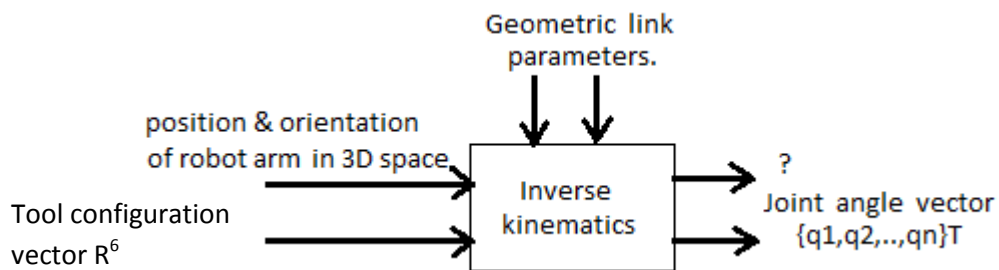 Geometric link
parameters.
position & orientation
of robot arm in 3D space
Inverse
kinematics
?
Joint angle vector
{q1,q2,..,qn}T
Tool configuration
vector R⁶